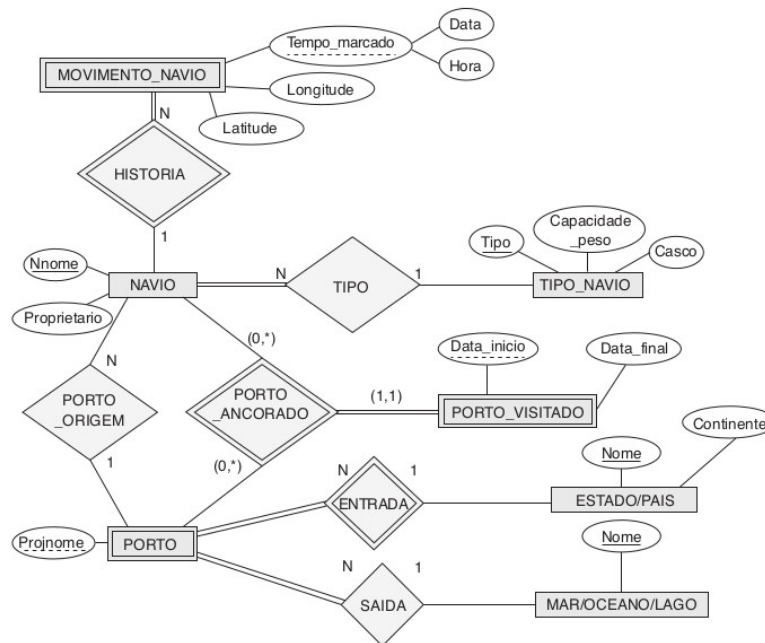 Data
Tempo_marcado
MOVIMENTO_NAVIO
Hora
Longitude
N
Latitude
HISTORIA
1
Capacidade
_peso
Nnome
Tipo
Casco
N
1
NAVIO
TIPO
TIPO_NAVIO
Proprietario
(0,*)
Data_inicio
Data_final
N
PORTO
_ORIGEM
PORTO
_ANCORADO
(1,1)
PORTO_VISITADO
Continente
1
(0,*)
N
1
Nome
ENTRADA
ESTADO/PAIS
Projnome
PORTO
Nome
N
1
SAIDA
MAR/OCEANO/LAGO